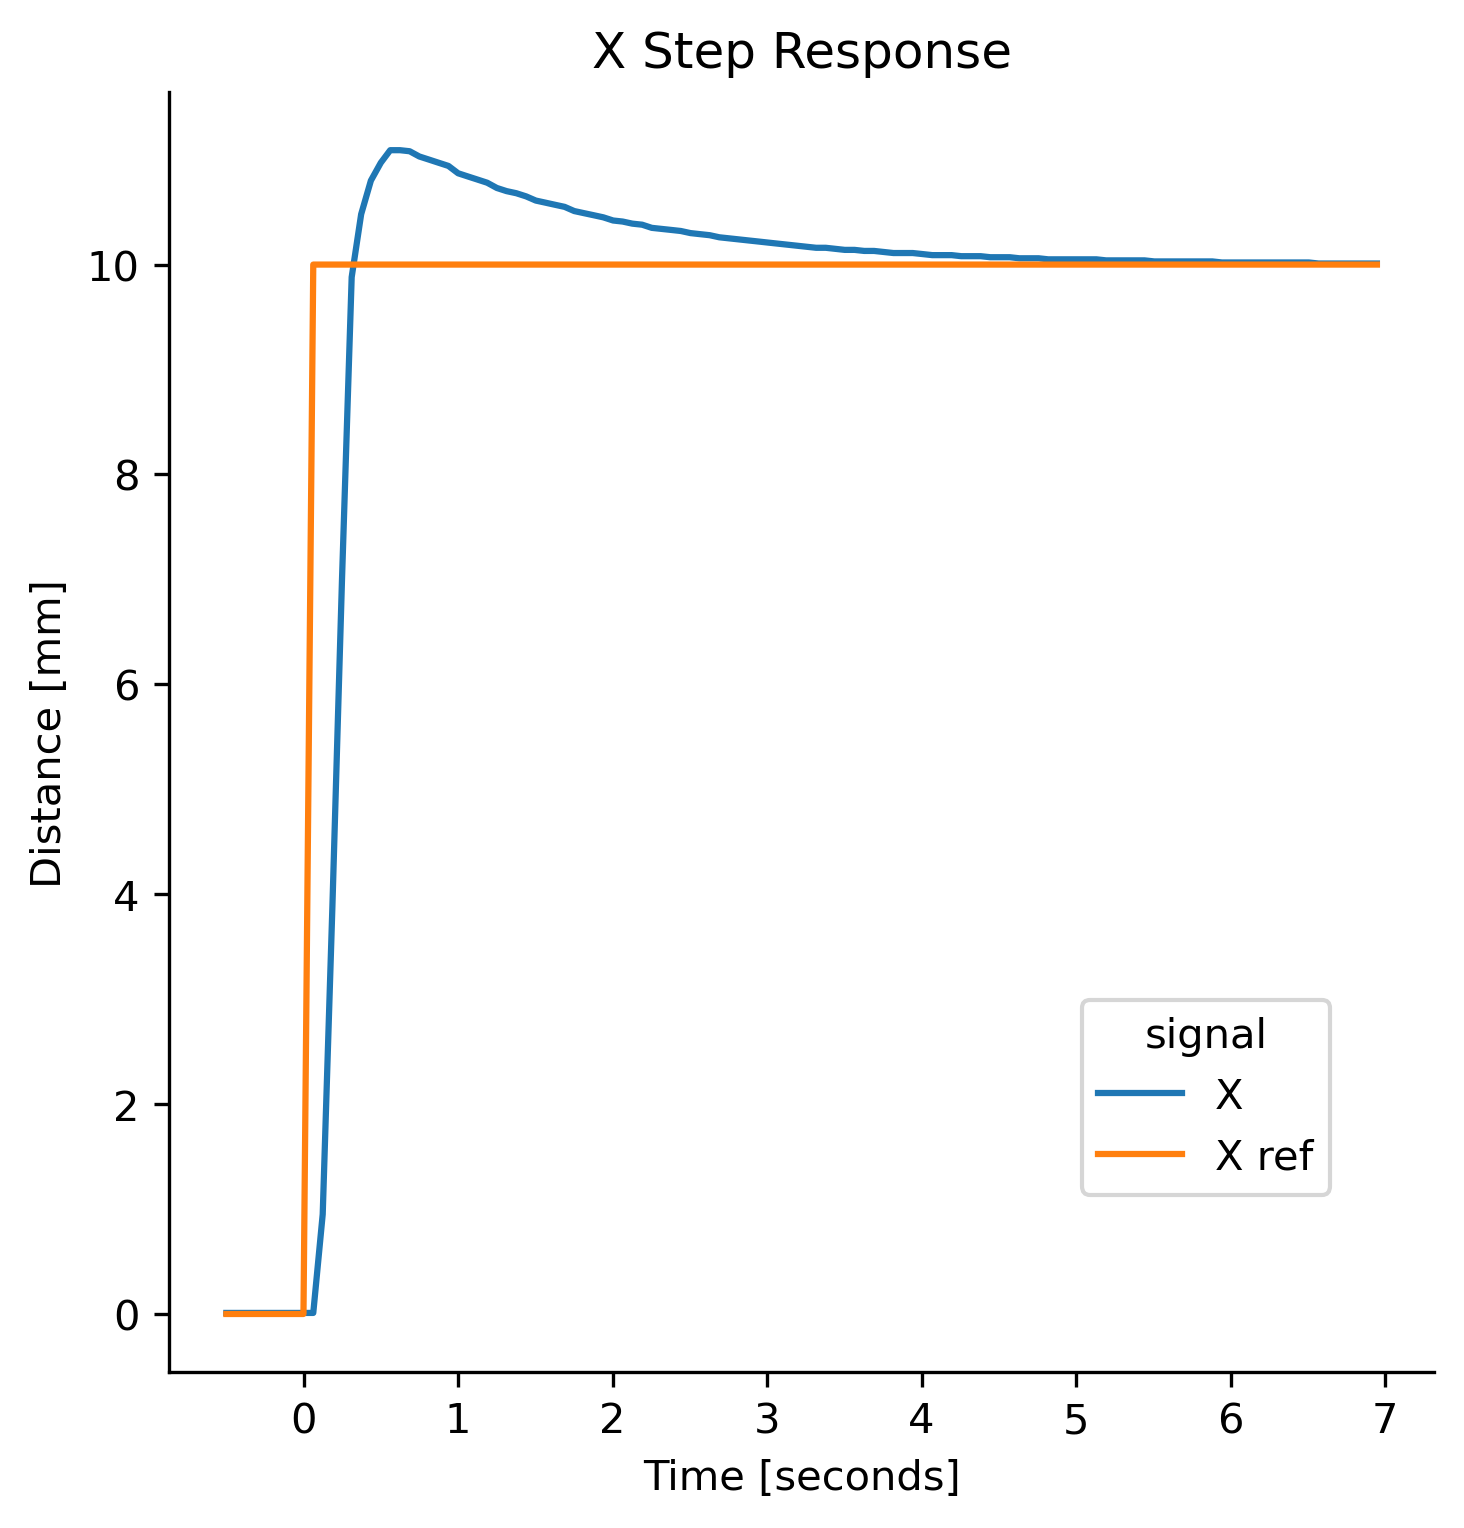 X Step Response
Distance [mm]
10
8
6
4
2
0
signal
X
X ref
0 1 2 3 4 5 6 7
Time [seconds]